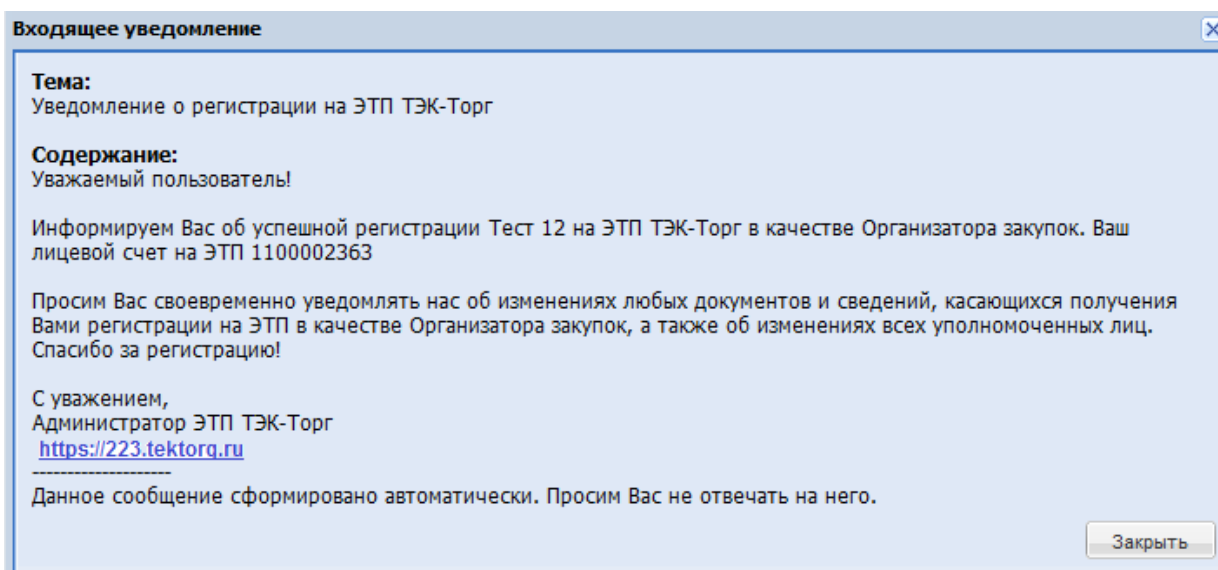 Входящее уведомление
Тема:
Уведомление о регистрации на ЭТП ТЭК-Торг
Содержание:
Уважаемый пользователь!
Информируем Вас об успешной регистрации Тест 12 на ЭТП ТЭК-Торг в качестве Организатора закупок. Ваш
лицевой счет на ЭТП 1100002363
Просим Вас своевременно уведомлять нас об изменениях любых документов и сведений, касающихся получения
Вами регистрации на ЭТП в качестве Организатора закупок, а также об изменениях всех уполномоченных лиц.
Спасибо за регистрацию!
С уважением,
Администратор ЭТП ТЭК-Торг
https://223.tektorg.ru
--------------------
Данное сообщение сформировано автоматически. Просим Вас не отвечать на него.
Закрыть